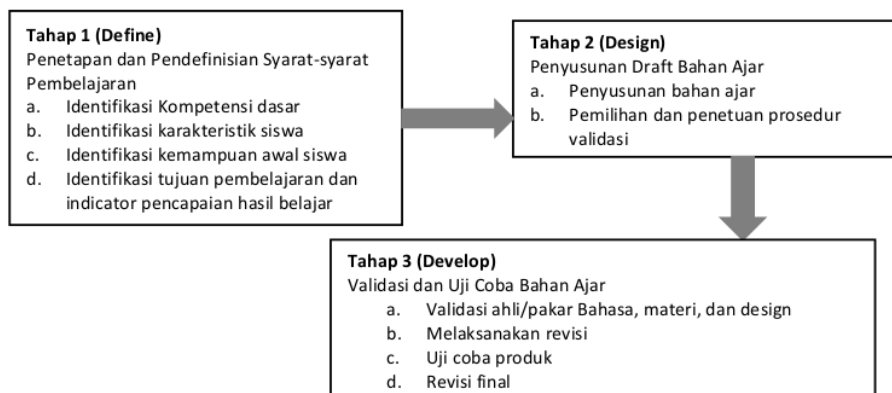 Tahap 1 (Define)
Penetapan dan Pendefinisian Syarat-syarat
Pembelajaran
a. Identifikasi Kompetensi dasar
b. Identifikasi karakteristik siswa
c. Identifikasi kemampuan awal siswa
d. Identifikasi tujuan pembelajaran dan
indicator pencapaian hasil belajar
Tahap 2 (Design)
Penyusunan Draft Bahan Ajar
a. Penyusunan bahan ajar
b. Pemilihan dan penetuan prosedur
validasi
Tahap 3 (Develop)
Validasi dan Uji Coba Bahan Ajar
a. Validasi ahli/pakar Bahasa, materi, dan design
b. Melaksanakan revisi
c. Uji coba produk
d. Revisi final